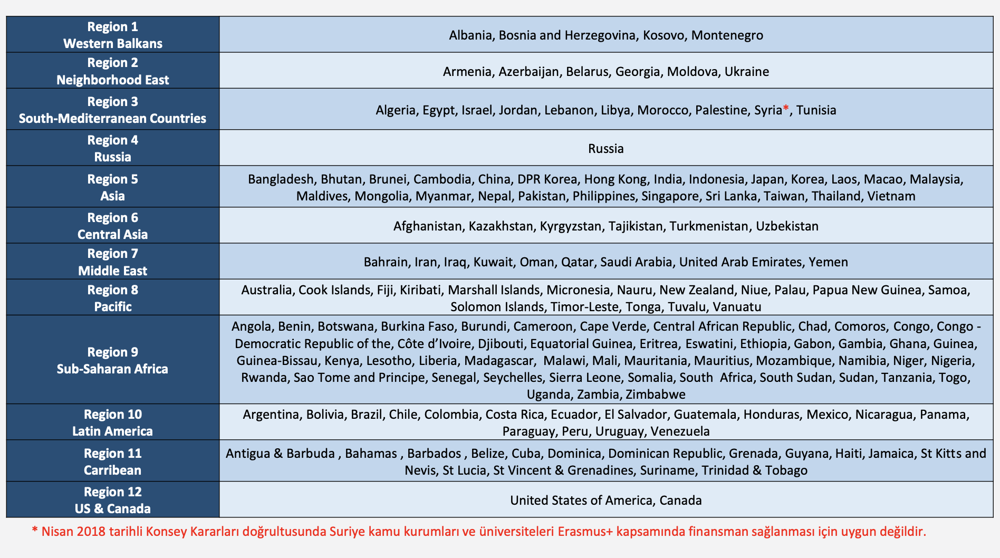 Region 1
Western Balkans
Albania, Bosnia and Herzegovina, Kosovo, Montenegro
Region 2
Neighborhood East
Armenia, Azerbaijan, Belarus, Georgia, Moldova, Ukraine
Region 3
South-Mediterranean Countries
Algeria, Egypt, Israel, Jordan, Lebanon, Libya, Morocco, Palestine, Syria*, Tunisia
Region 4
Russia
Russia
Region 5
Asia
Bangladesh, Bhutan, Brunei, Cambodia, China, DPR Korea, Hong Kong, India, Indonesia, Japan, Korea, Laos, Macao, Malaysia,
Maldives, Mongolia, Myanmar, Nepal, Pakistan, Philippines, Singapore, Sri Lanka, Taiwan, Thailand, Vietnam
Region 6
Central Asia
Afghanistan, Kazakhstan, Kyrgyzstan, Tajikistan, Turkmenistan, Uzbekistan
Region 7
Middle East
Bahrain, Iran, Iraq, Kuwait, Oman, Qatar, Saudi Arabia, United Arab Emirates, Yemen
Region 8
Pacific
Australia, Cook Islands, Fiji, Kiribati, Marshall Islands, Micronesia, Nauru, New Zealand, Niue, Palau, Papua New Guinea, Samoa,
Solomon Islands, Timor-Leste, Tonga, Tuvalu, Vanuatu
Region 9
Sub-Saharan Africa
Angola, Benin, Botswana, Burkina Faso, Burundi, Cameroon, Cape Verde, Central African Republic, Chad, Comoros, Congo, Congo -
Democratic Republic of the, Côte d’Ivoire, Djibouti, Equatorial Guinea, Eritrea, Eswatini, Ethiopia, Gabon, Gambia, Ghana, Guinea,
Guinea-Bissau, Kenya, Lesotho, Liberia, Madagascar, Malawi, Mali, Mauritania, Mauritius, Mozambique, Namibia, Niger, Nigeria,
Rwanda, Sao Tome and Principe, Senegal, Seychelles, Sierra Leone, Somalia, South Africa, South Sudan, Sudan, Tanzania, Togo,
Uganda, Zambia, Zimbabwe
Region 10
Latin America
Argentina, Bolivia, Brazil, Chile, Colombia, Costa Rica, Ecuador, El Salvador, Guatemala, Honduras, Mexico, Nicaragua, Panama,
Paraguay, Peru, Uruguay, Venezuela
Region 11
Carribean
Antigua & Barbuda , Bahamas , Barbados , Belize, Cuba, Dominica, Dominican Republic, Grenada, Guyana, Haiti, Jamaica, St Kitts and
Nevis, St Lucia, St Vincent & Grenadines, Suriname, Trinidad & Tobago
Region 12
US & Canada
United States of America, Canada
* Nisan 2018 tarihli Konsey Kararları doğrultusunda Suriye kamu kurumları ve üniversiteleri Erasmus+ kapsamında finansman sağlanması için uygun değildir.